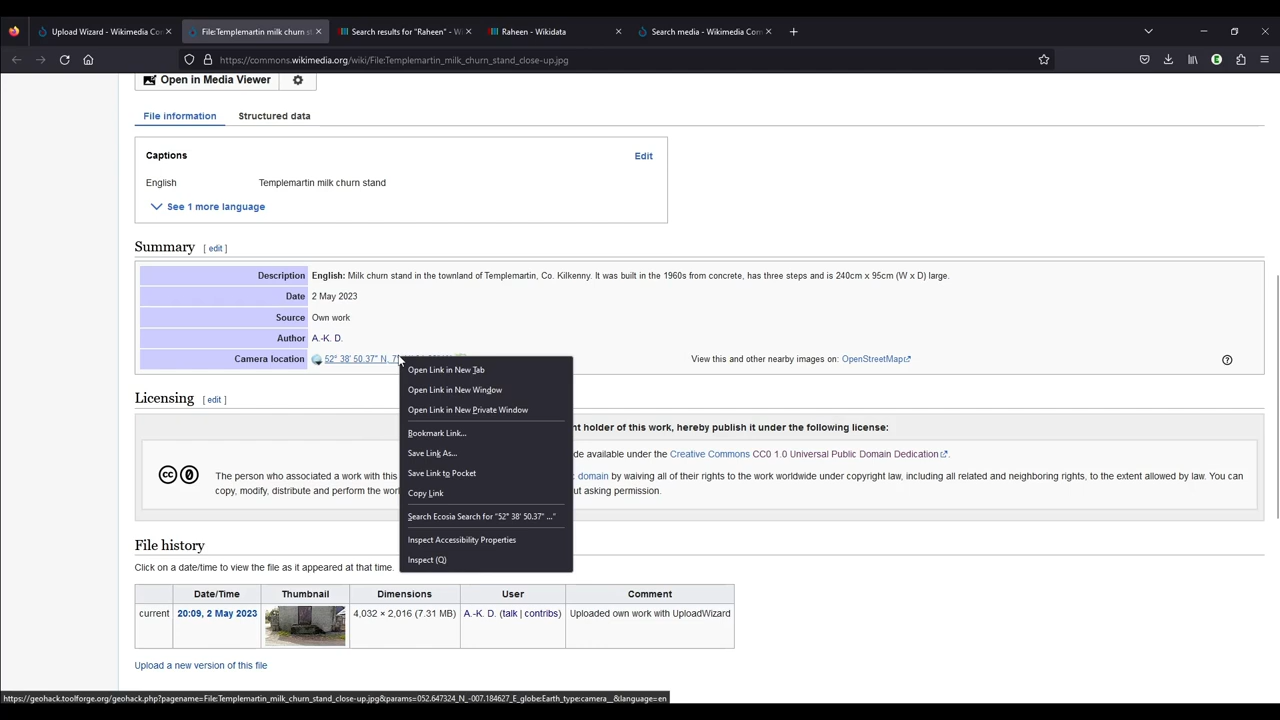 Upload Wizard - Wikimedia Co
File:Templemartin milk churn s
Search results for "Raheen" - Wi
Raheen - Wikidata
Search media - Wikimedia Com
https://commons.wikimedia.org/wiki/File:Templemartin_milk_churn_stand_close-up.jpg
Open in Media Viewer
File information
Structured data
Captions
Edit
English
Templemartin milk churn stand
See 1 more language
Summary [ edit ]
Description
English: Milk churn stand in the townland of Templemartin, Co. Kilkenny. It was built in the 1960s from concrete, has three steps and is 240cm x 95cm (W x D) large.
Date
2 May 2023
Source
Own work
Author
A.-K. D.
Camera location
52° 38′ 50.37″ N, 7
View this and other nearby images on: OpenStreetMap
Open Link in New Tab
Open Link in New Window
Open Link in New Private Window
Bookmark Link...
Save Link As...
Save Link to Pocket
Copy Link
Search Ecosia Search for "52° 38′ 50.37″ ..."
Inspect Accessibility Properties
Inspect (Q)
Licensing [ edit ]
nt holder of this work, hereby publish it under the following license:
de available under the Creative Commons CC0 1.0 Universal Public Domain Dedication.
The person who associated a work with this
c domain by waiving all of their rights to the work worldwide under copyright law, including all related and neighboring rights, to the extent allowed by law. You can
copy, modify, distribute and perform the work
out asking permission.
File history
Click on a date/time to view the file as it appeared at that time.
Date/Time Thumbnail Dimensions User Comment
current 20:09, 2 May 2023 4,032 × 2,016 (7.31 MB) A.-K. D. (talk | contribs) Uploaded own work with UploadWizard
Upload a new version of this file
https://geohack.toolforge.org/geohack.php?pagename=File:Templemartin_milk_churn_stand_close-up.jpg&params=052.647324_N_-007.184627_E_globe:Earth_type:camera__&language=en